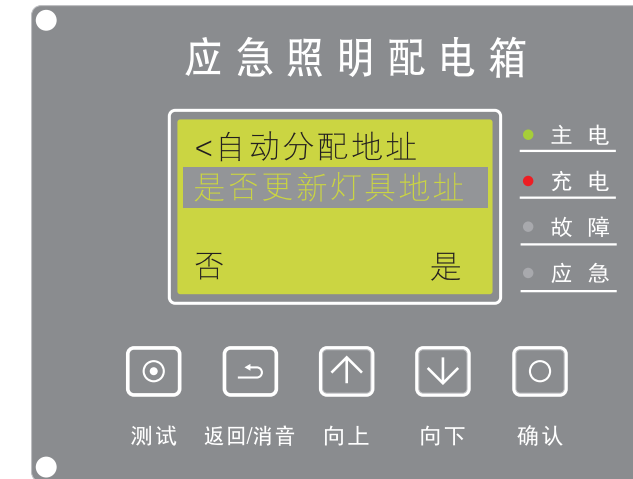 应急照明配电箱
<自动分配地址
是否更新灯具地址
否 是
主电
充电
故障
应急
测试 返回/消音 向上 向下 确认